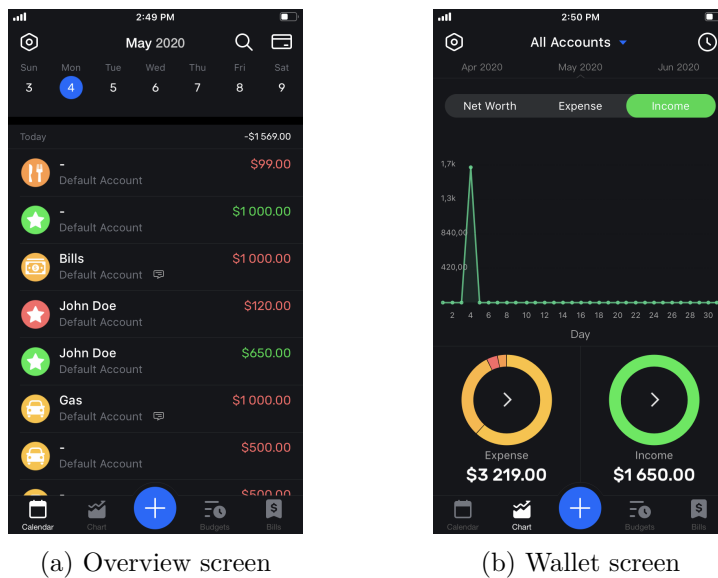 2:49 PM
May 2020
Sun Mon Tue Wed Thu Fri Sat
3 4 5 6 7 8 9
Today -$1 569.00
- $99.00
Default Account
- $1 000.00
Default Account
Bills $1 000.00
Default Account
John Doe $120.00
Default Account
John Doe $650.00
Default Account
Gas $1 000.00
Default Account
- $500.00
Default Account
- $500.00
Calendar Chart Budgets Bills
(a) Overview screen
2:50 PM
All Accounts
Apr 2020 May 2020 Jun 2020
Net Worth Expense Income
1,7k
1,3k
840,00
420,00
2 4 6 8 10 12 14 16 18 20 22 24 26 28 30
Day
Expense Income
$3 219.00 $1 650.00
Calendar Chart Budgets Bills
(b) Wallet screen